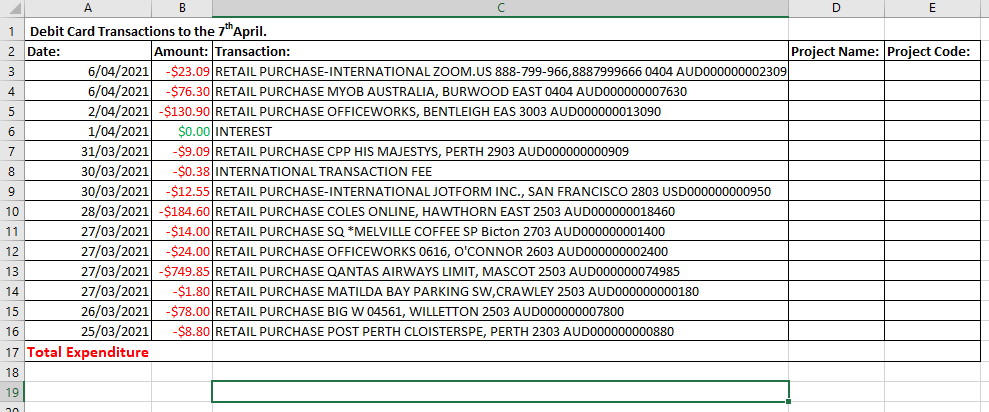 A B C D E
1 Debit Card Transactions to the 7th April.
2 Date: Amount: Transaction: Project Name: Project Code:
3 6/04/2021 -$23.09 RETAIL PURCHASE-INTERNATIONAL ZOOM.US 888-799-966,8887999666 0404 AUD000000002309
4 6/04/2021 -$76.30 RETAIL PURCHASE MYOB AUSTRALIA, BURWOOD EAST 0404 AUD000000007630
5 2/04/2021 -$130.90 RETAIL PURCHASE OFFICEWORKS, BENTLEIGH EAS 3003 AUD000000013090
6 1/04/2021 $0.00 INTEREST
7 31/03/2021 -$9.09 RETAIL PURCHASE CPP HIS MAJESTYS, PERTH 2903 AUD000000000909
8 30/03/2021 -$0.38 INTERNATIONAL TRANSACTION FEE
9 30/03/2021 -$12.55 RETAIL PURCHASE-INTERNATIONAL JOTFORM INC., SAN FRANCISCO 2803 USD000000000950
10 28/03/2021 -$184.60 RETAIL PURCHASE COLES ONLINE, HAWTHORN EAST 2503 AUD000000018460
11 27/03/2021 -$14.00 RETAIL PURCHASE SQ *MELVILLE COFFEE SP Bicton 2703 AUD000000001400
12 27/03/2021 -$24.00 RETAIL PURCHASE OFFICEWORKS 0616, O'CONNOR 2603 AUD000000002400
13 27/03/2021 -$749.85 RETAIL PURCHASE QANTAS AIRWAYS LIMIT, MASCOT 2503 AUD000000074985
14 27/03/2021 -$1.80 RETAIL PURCHASE MATILDA BAY PARKING SW,CRAWLEY 2503 AUD000000000180
15 26/03/2021 -$78.00 RETAIL PURCHASE BIG W 04561, WILLETTON 2503 AUD000000007800
16 25/03/2021 -$8.80 RETAIL PURCHASE POST PERTH CLOISTERSPE, PERTH 2303 AUD000000000880
17 Total Expenditure
18
19